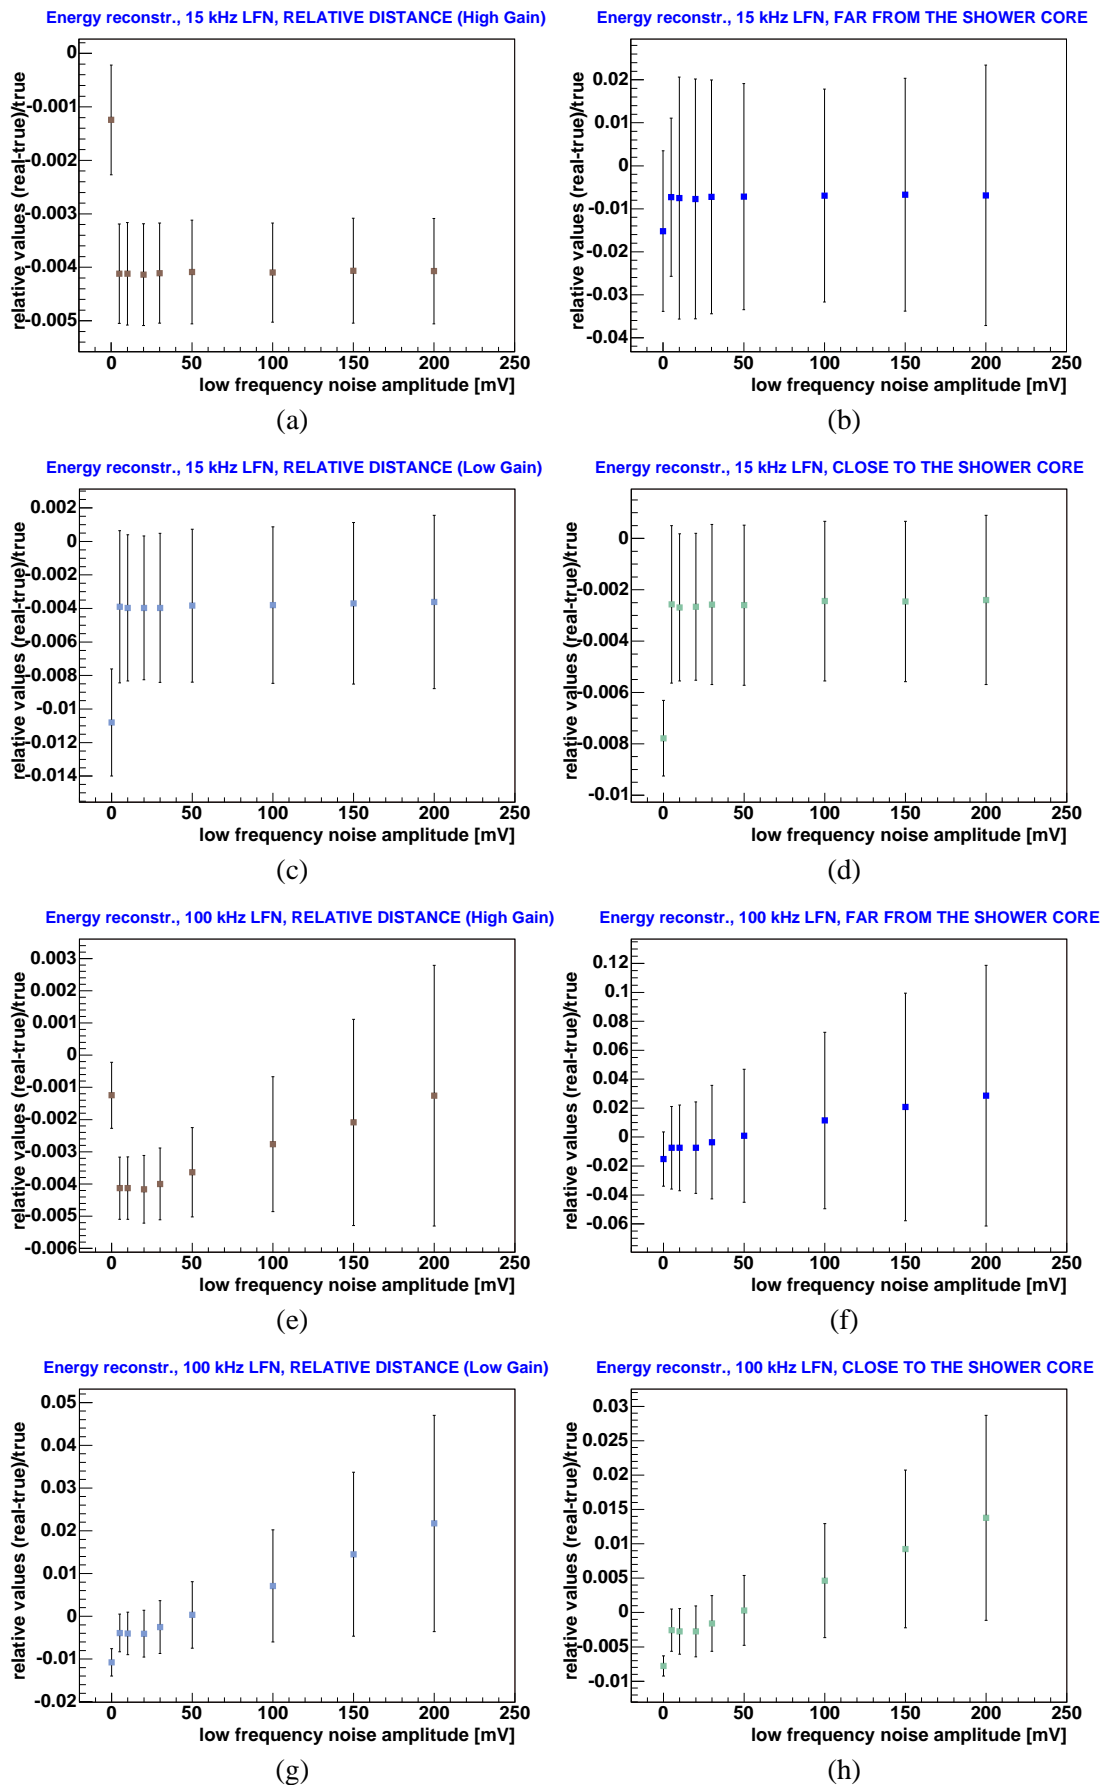 Energy reconstr., 15 kHz LFN, RELATIVE DISTANCE (High Gain)
relative values (real-true)/true
0
-0.001
-0.002
-0.003
-0.004
-0.005
0 50 100 150 200 250
low frequency noise amplitude [mV]
(a)
Energy reconstr., 15 kHz LFN, FAR FROM THE SHOWER CORE
relative values (real-true)/true
0.02
0.01
0
-0.01
-0.02
-0.03
-0.04
0 50 100 150 200 250
low frequency noise amplitude [mV]
(b)
Energy reconstr., 15 kHz LFN, RELATIVE DISTANCE (Low Gain)
relative values (real-true)/true
0.002
0
-0.002
-0.004
-0.006
-0.008
-0.01
-0.012
-0.014
0 50 100 150 200 250
low frequency noise amplitude [mV]
(c)
Energy reconstr., 15 kHz LFN, CLOSE TO THE SHOWER CORE
relative values (real-true)/true
0
-0.002
-0.004
-0.006
-0.008
-0.01
0 50 100 150 200 250
low frequency noise amplitude [mV]
(d)
Energy reconstr., 100 kHz LFN, RELATIVE DISTANCE (High Gain)
relative values (real-true)/true
0.003
0.002
0.001
0
-0.001
-0.002
-0.003
-0.004
-0.005
-0.006
0 50 100 150 200 250
low frequency noise amplitude [mV]
(e)
Energy reconstr., 100 kHz LFN, FAR FROM THE SHOWER CORE
relative values (real-true)/true
0.12
0.1
0.08
0.06
0.04
0.02
0
-0.02
-0.04
-0.06
0 50 100 150 200 250
low frequency noise amplitude [mV]
(f)
Energy reconstr., 100 kHz LFN, RELATIVE DISTANCE (Low Gain)
relative values (real-true)/true
0.05
0.04
0.03
0.02
0.01
0
-0.01
-0.02
0 50 100 150 200 250
low frequency noise amplitude [mV]
(g)
Energy reconstr., 100 kHz LFN, CLOSE TO THE SHOWER CORE
relative values (real-true)/true
0.03
0.025
0.02
0.015
0.01
0.005
0
-0.005
-0.01
0 50 100 150 200 250
low frequency noise amplitude [mV]
(h)